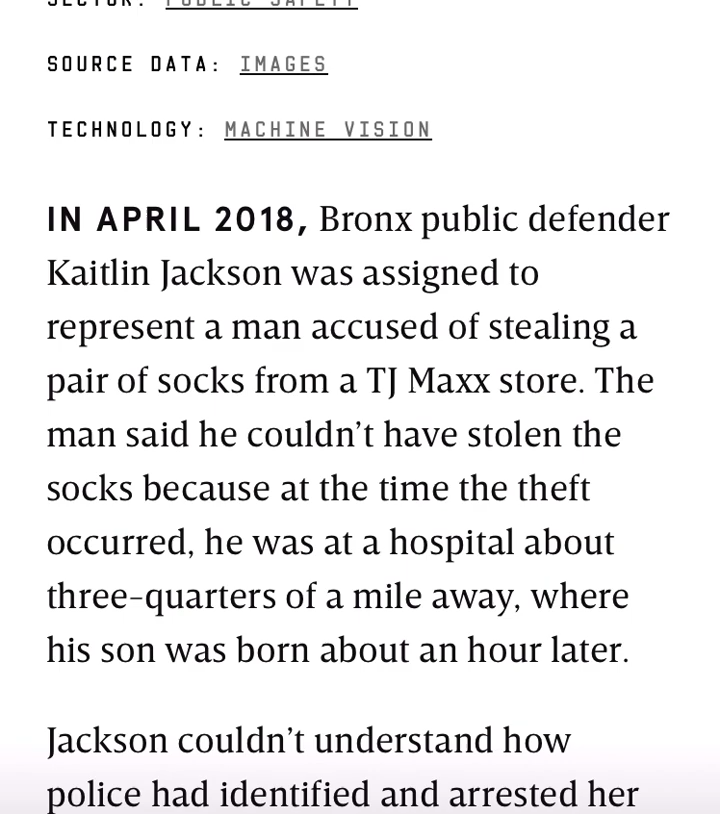 SECTOR: PUBLIC SAFETY
SOURCE DATA: IMAGES
TECHNOLOGY: MACHINE VISION
IN APRIL 2018, Bronx public defender
Kaitlin Jackson was assigned to
represent a man accused of stealing a
pair of socks from a TJ Maxx store. The
man said he couldn’t have stolen the
socks because at the time the theft
occurred, he was at a hospital about
three-quarters of a mile away, where
his son was born about an hour later.
Jackson couldn’t understand how
police had identified and arrested her